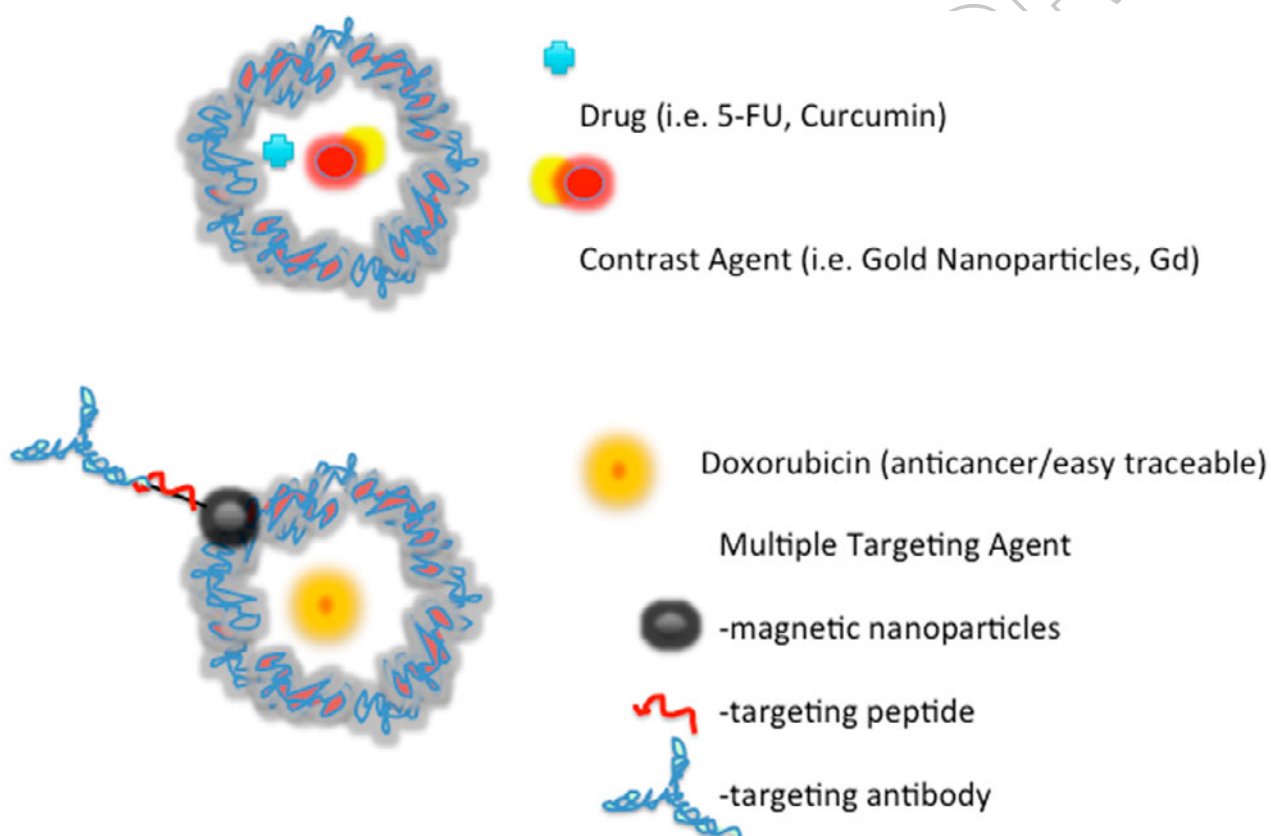 Drug (i.e. 5-FU, Curcumin)
Contrast Agent (i.e. Gold Nanoparticles, Gd)
Doxorubicin (anticancer/easy traceable)
Multiple Targeting Agent
-magnetic nanoparticles
-targeting peptide
-targeting antibody